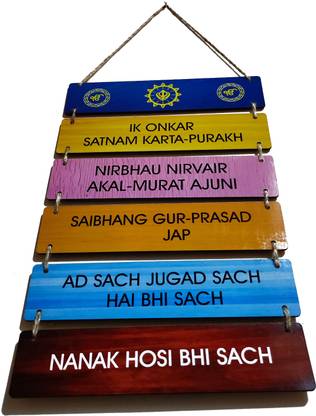 ੴ ੴ
IK ONKAR
SATNAM KARTA-PURAKH
NIRBHAU NIRVAIR
AKAL-MURAT AJUNI
SAIBHANG GUR-PRASAD
JAP
AD SACH JUGAD SACH
HAI BHI SACH
NANAK HOSI BHI SACH